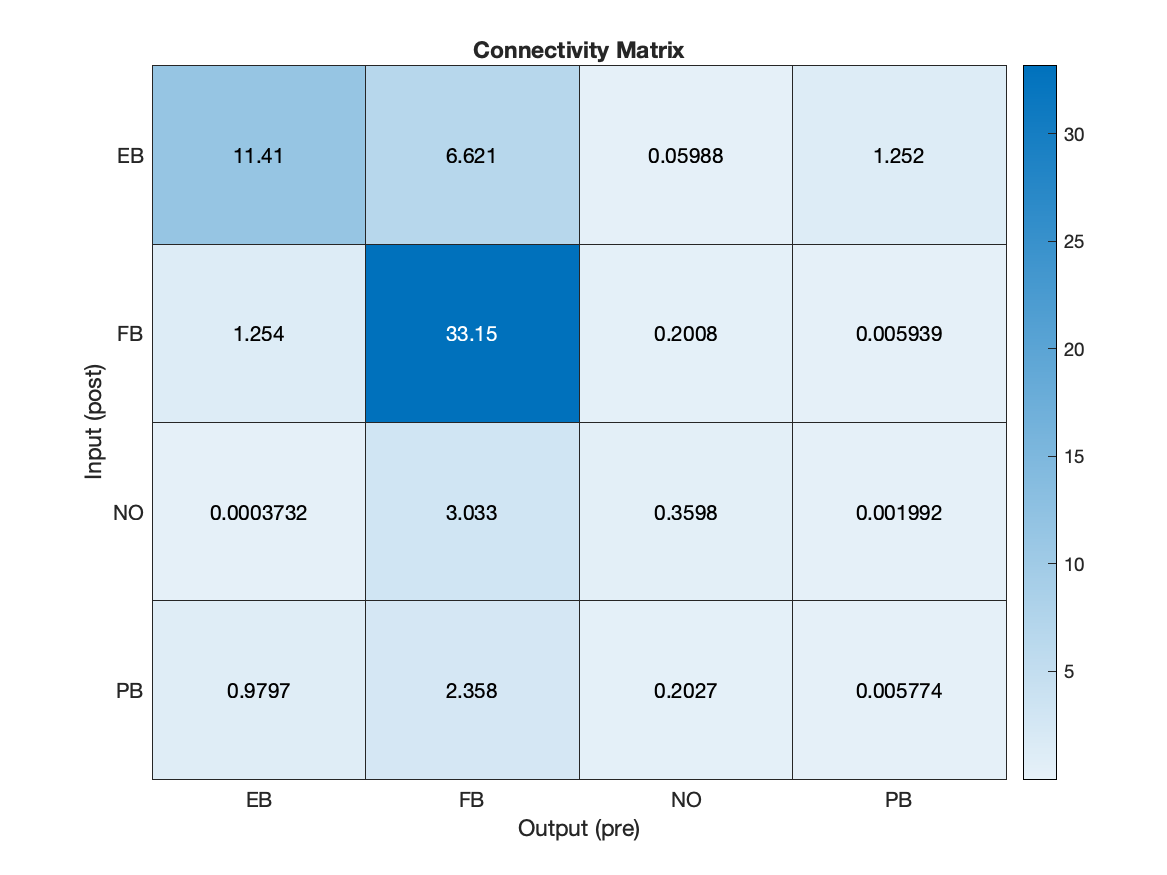 Connectivity Matrix
EB 11.41 6.621 0.05988 1.252
FB 1.254 33.15 0.2008 0.005939
NO 0.0003732 3.033 0.3598 0.001992
PB 0.9797 2.358 0.2027 0.005774
EB FB NO PB
Output (pre)
Input (post)
30
25
20
15
10
5